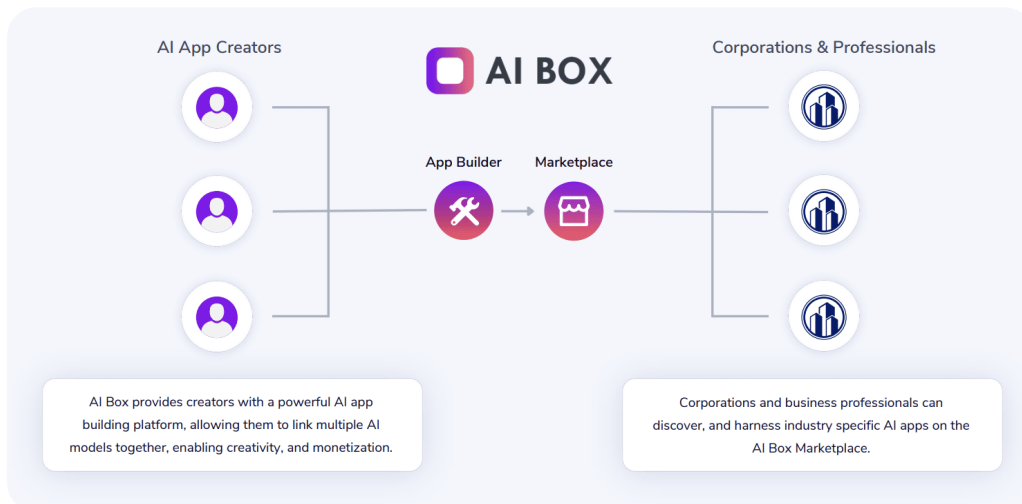 AI App Creators
AI BOX
Corporations & Professionals
App Builder
Marketplace
AI Box provides creators with a powerful AI app
building platform, allowing them to link multiple AI
models together, enabling creativity, and monetization.
Corporations and business professionals can
discover, and harness industry specific AI apps on the
AI Box Marketplace.